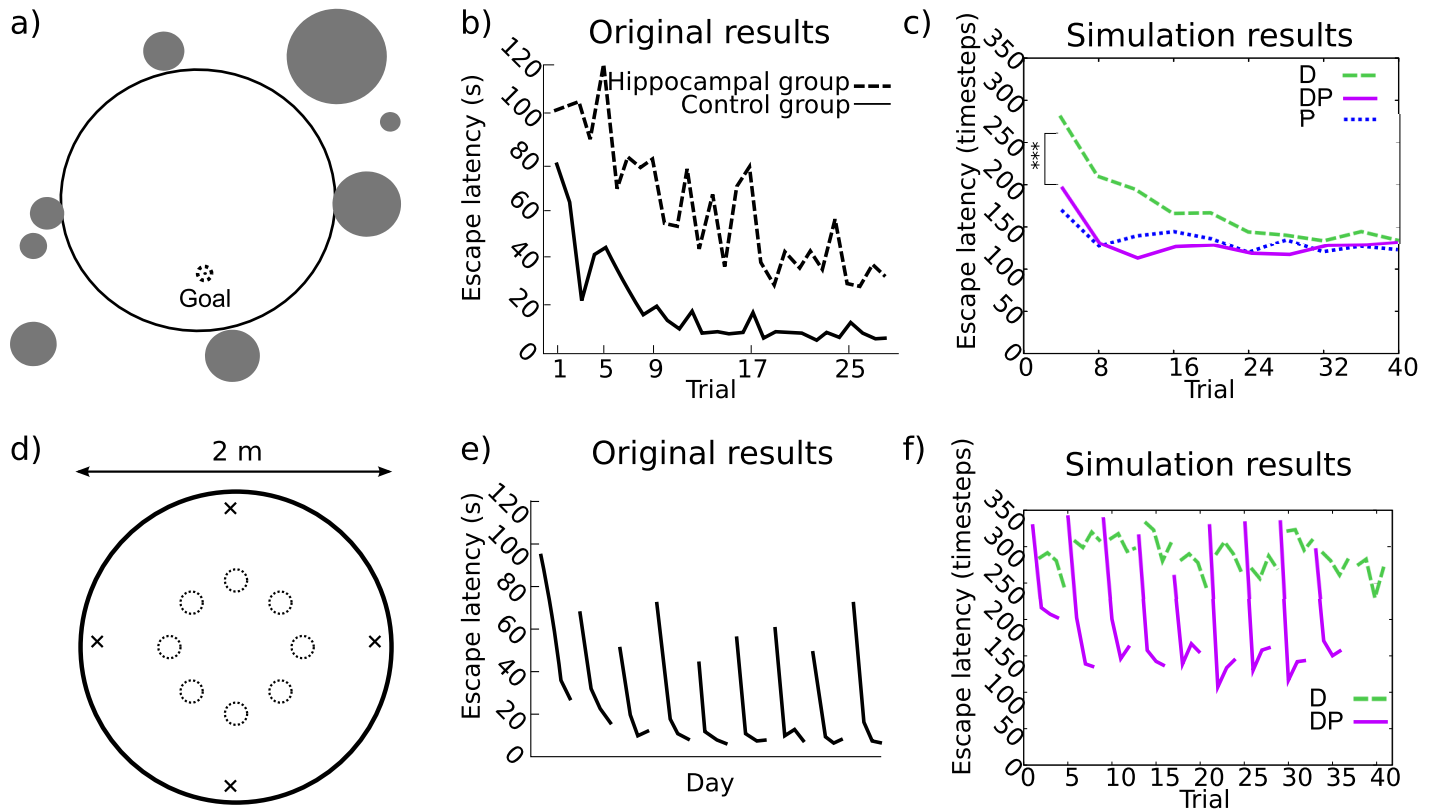 a)
Goal
b)
Original results
Escape latency (s)
120
100
80
60
40
20
0
Hippocampal group
Control group
1 5 9 17 25
Trial
c)
Simulation results
Escape latency (timesteps)
350
300
250
200
150
100
50
0
***
D
DP
P
0 8 16 24 32 40
Trial
d)
2 m
× × × ×
e)
Original results
Escape latency (s)
120
100
80
60
40
20
0
Day
f)
Simulation results
Escape latency (timesteps)
350
300
250
200
150
100
50
0
D
DP
0 5 10 15 20 25 30 35 40
Trial